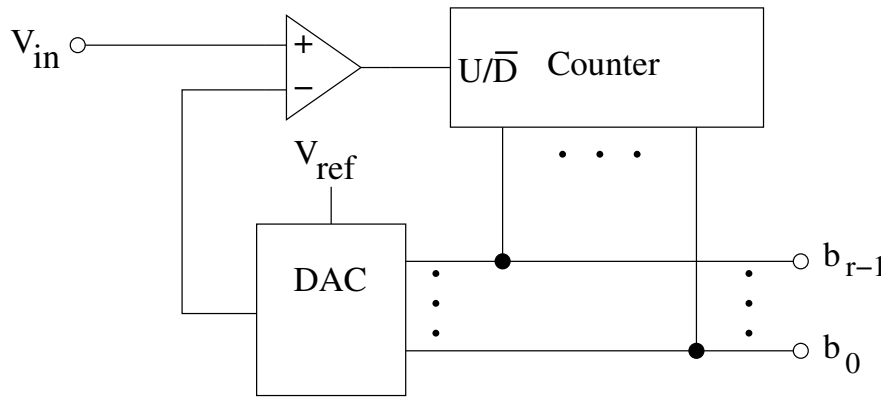 V_in
+
−
U/D̅ Counter
V_ref
DAC
b_r−1
b_0